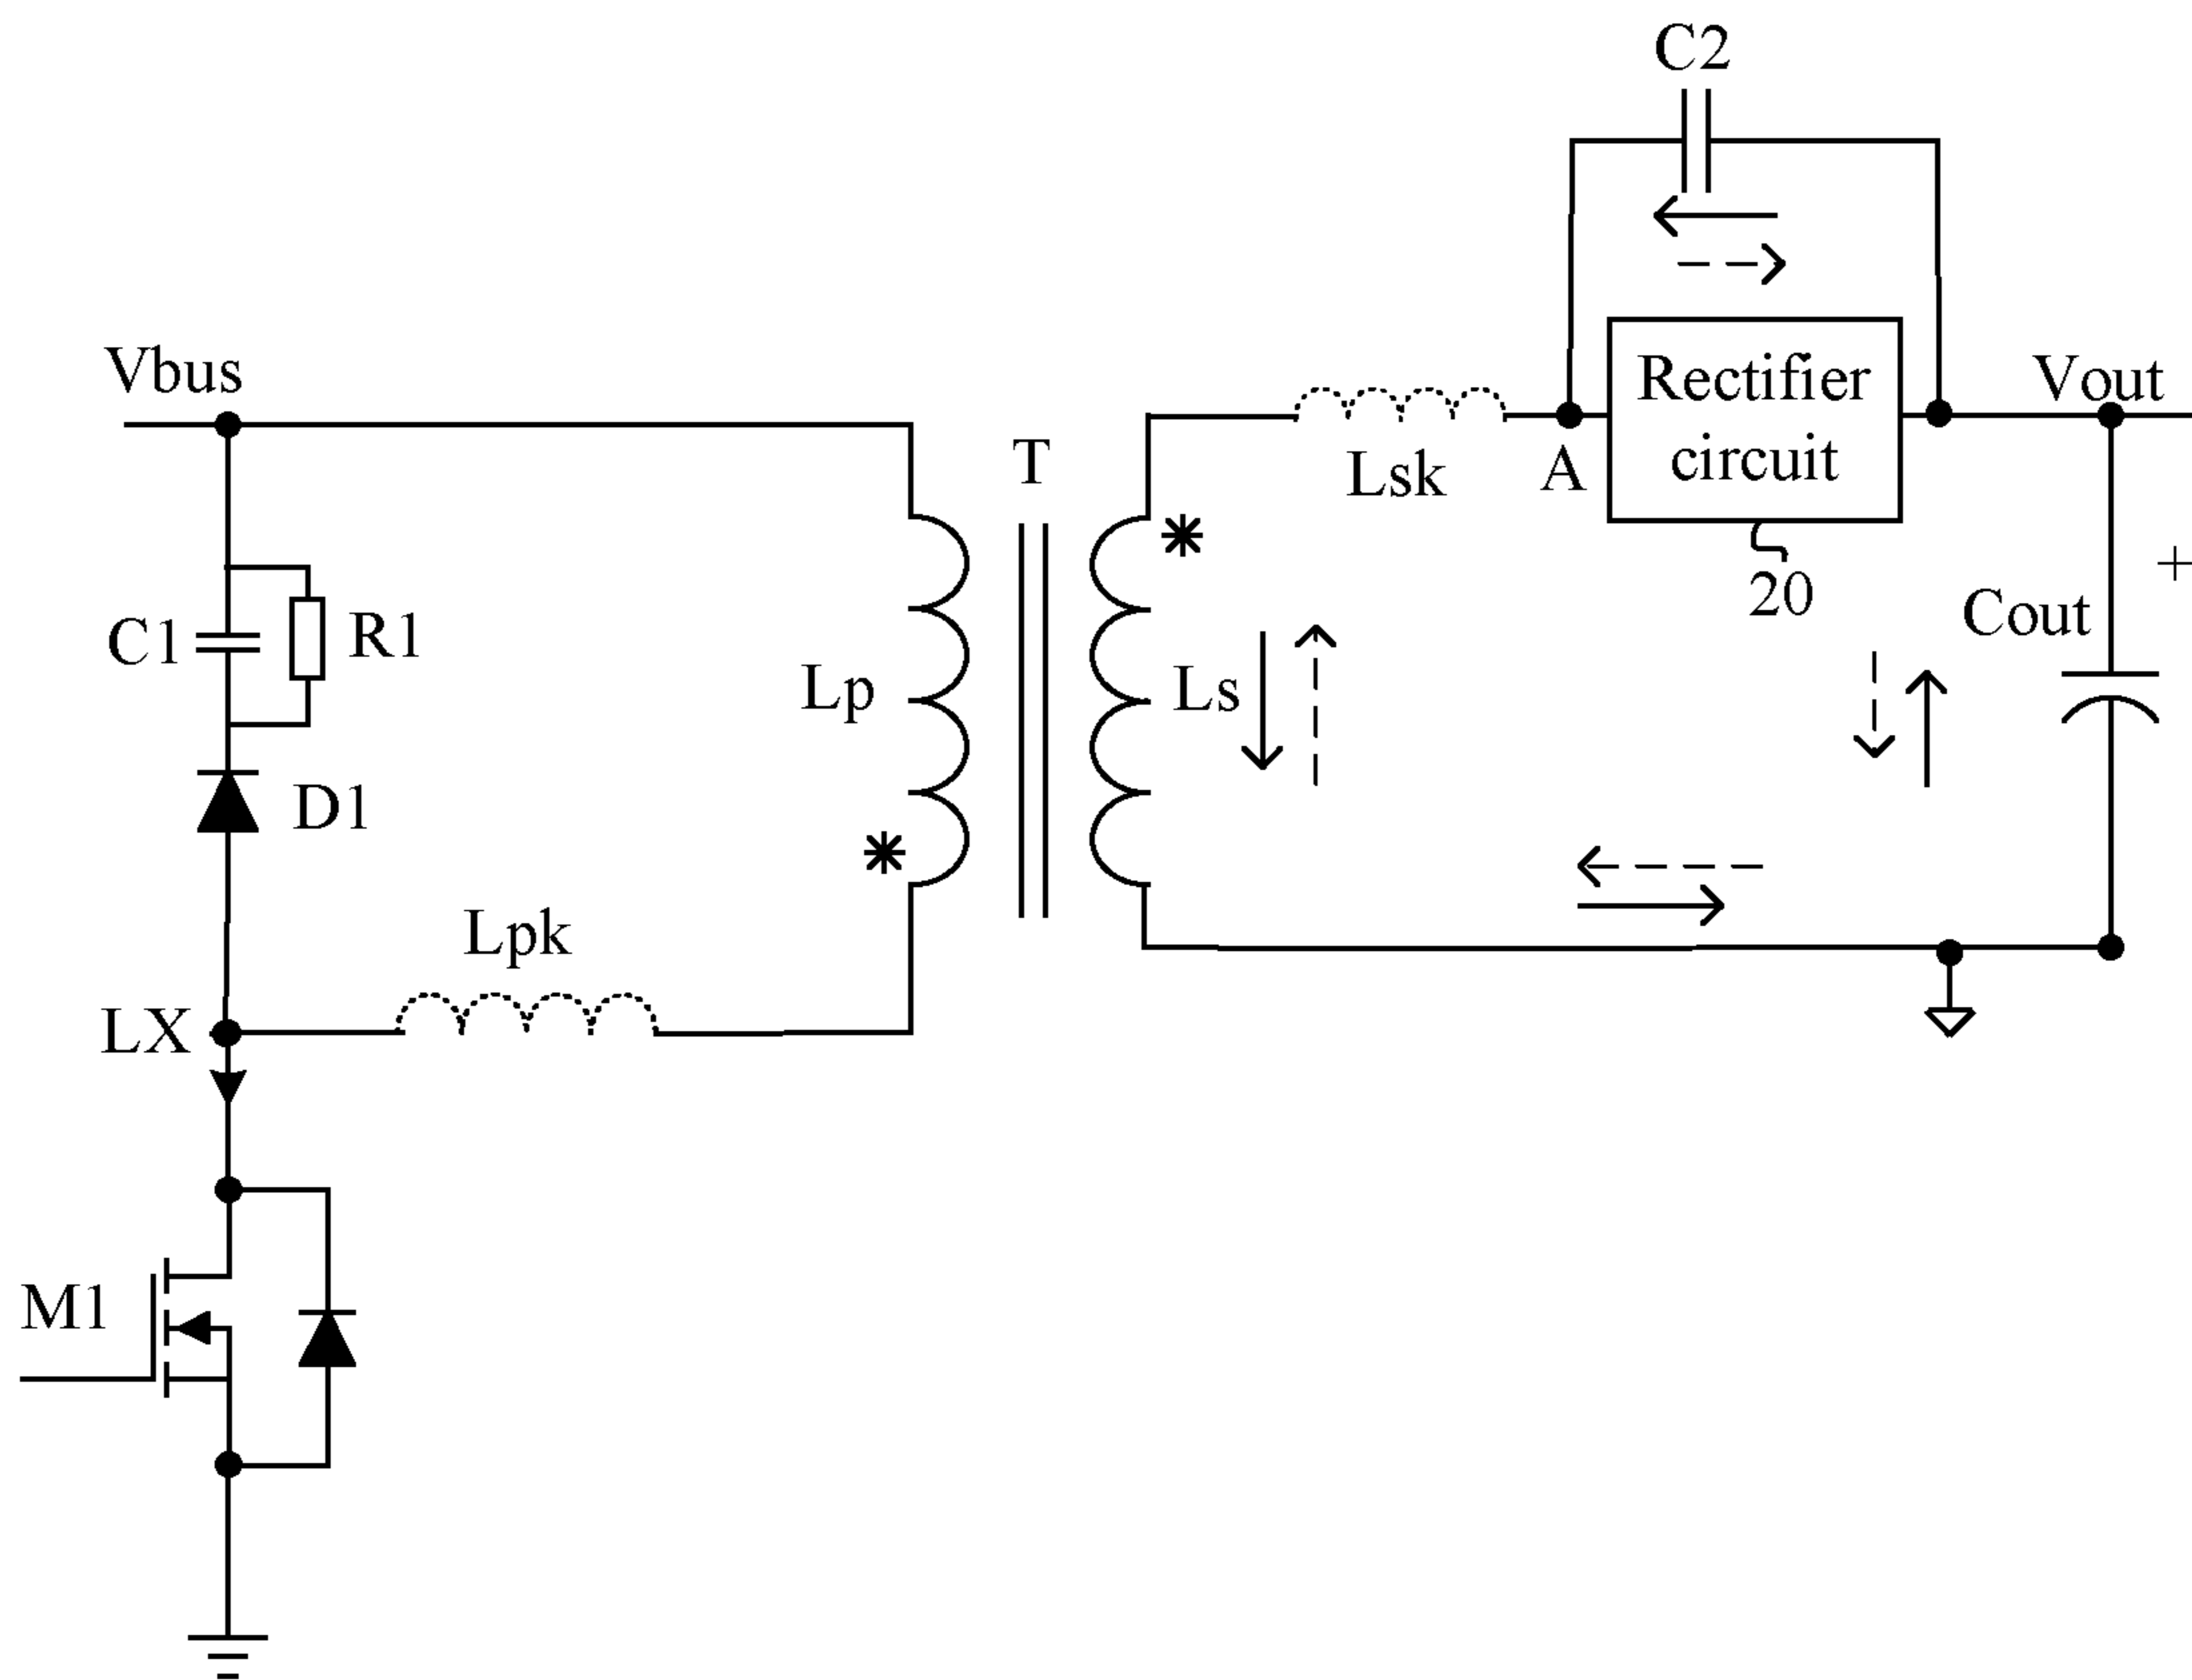 C2
Vbus
T
Rectifier
circuit
Vout
Lsk
A
20
C1
R1
Lp
Ls
Cout
+
D1
Lpk
LX
M1